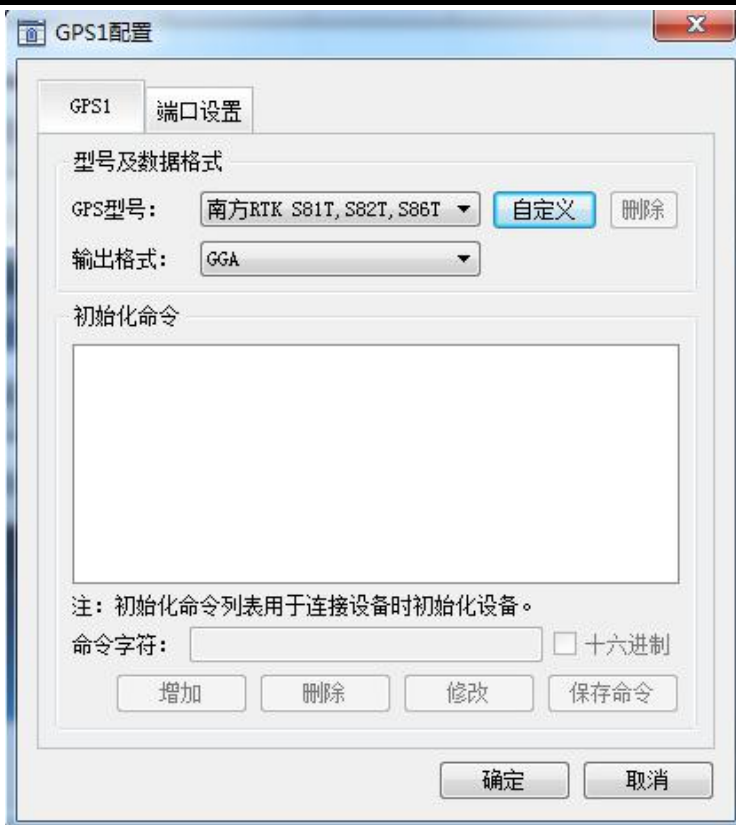 GPS1配置
GPS1 端口设置
型号及数据格式
GPS型号: 南方RTK S81T,S82T,S86T 自定义 删除
输出格式: GGA
初始化命令
注: 初始化命令列表用于连接设备时初始化设备。
命令字符: 十六进制
增加 删除 修改 保存命令
确定 取消